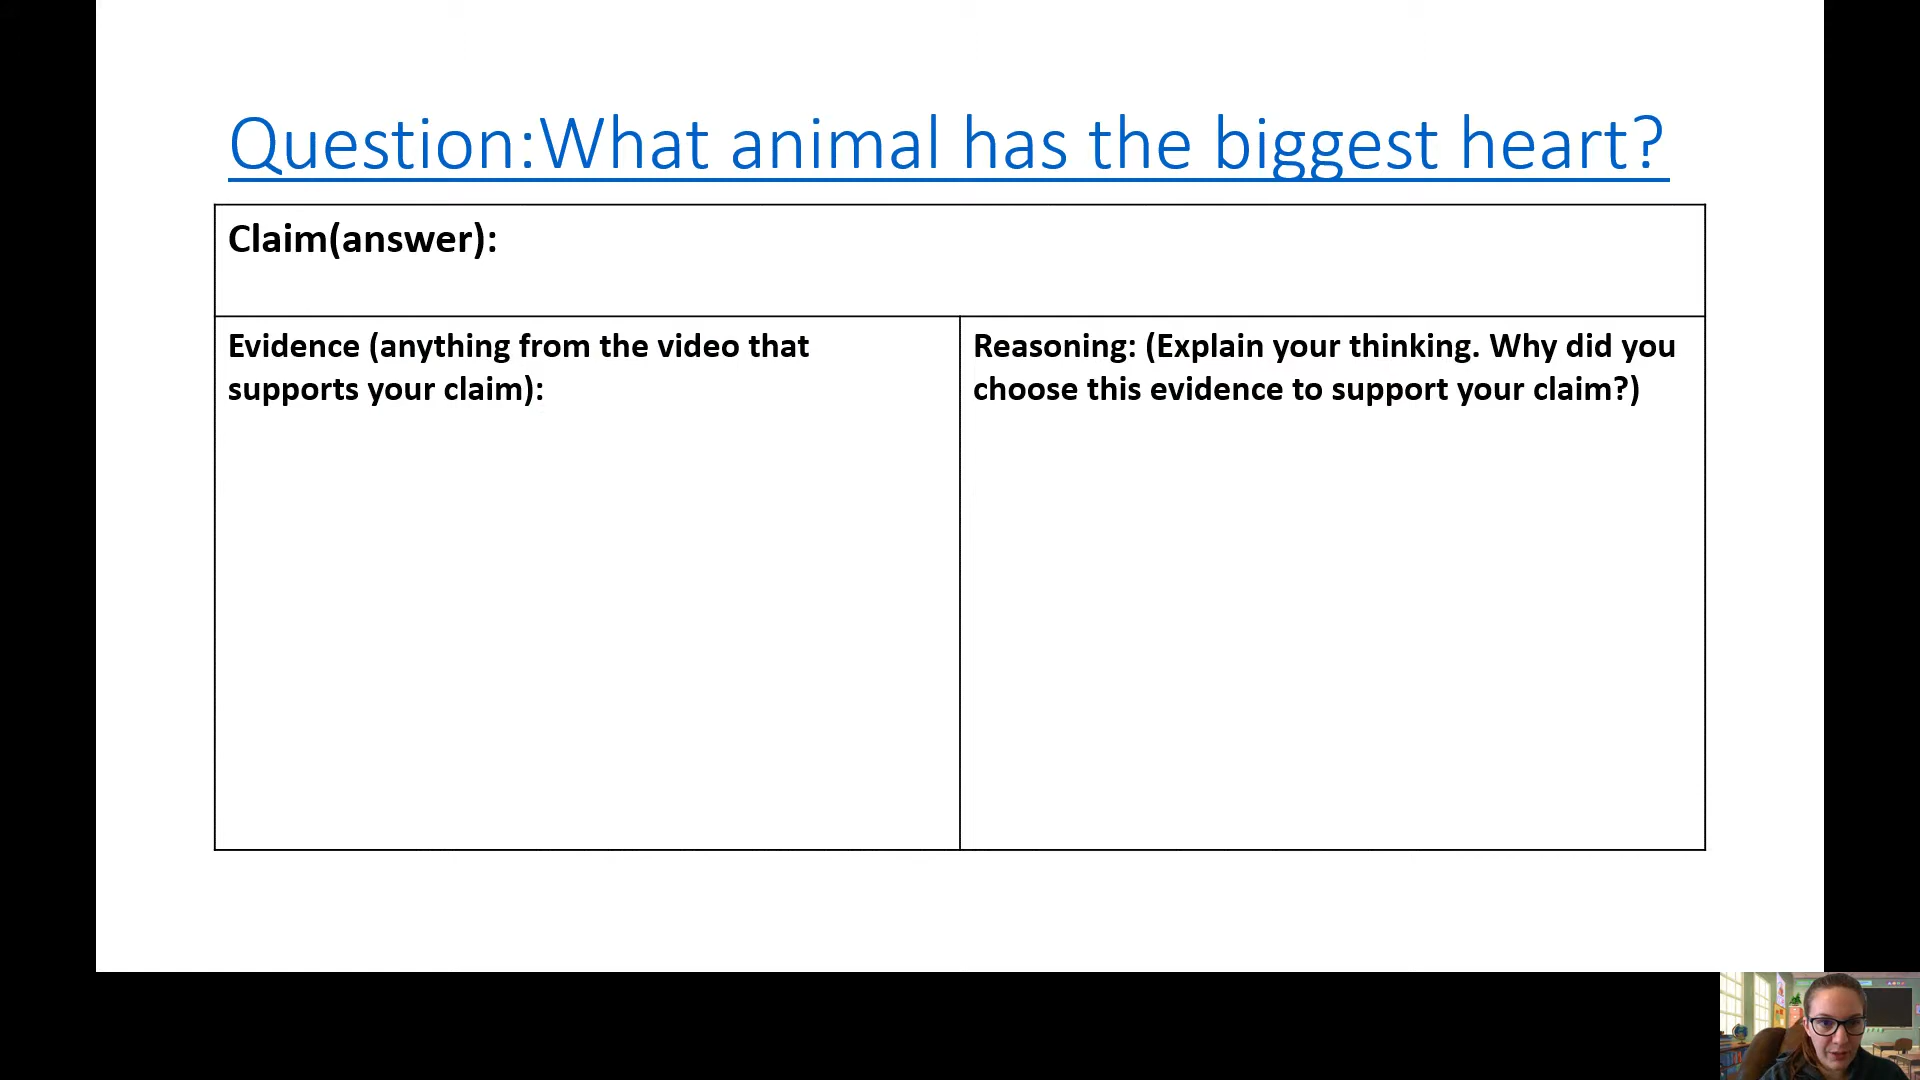 Question:What animal has the biggest heart?
Claim(answer):
Evidence (anything from the video that
supports your claim):
Reasoning: (Explain your thinking. Why did you
choose this evidence to support your claim?)